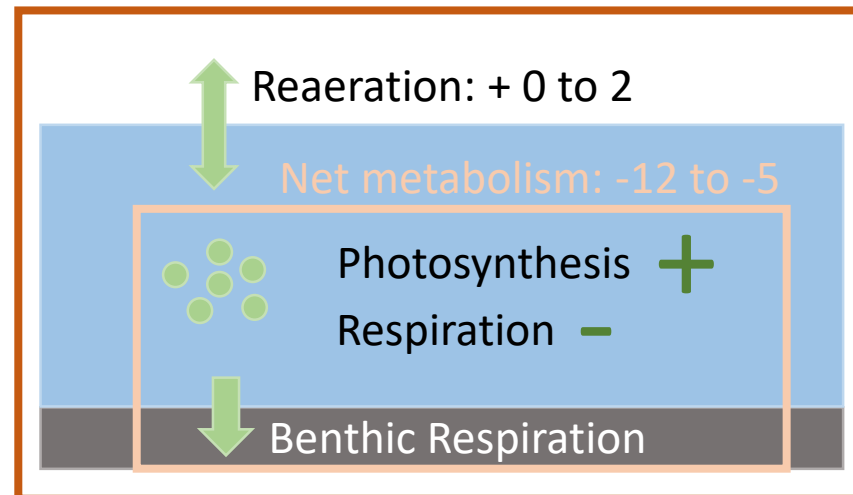 Reaeration: + 0 to 2
Net metabolism: -12 to -5
Photosynthesis +
Respiration -
Benthic Respiration